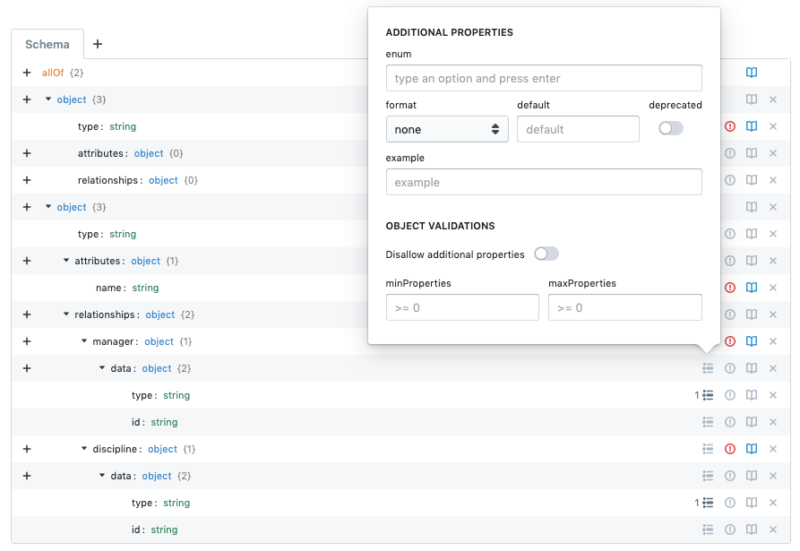 Schema +
+ allOf {2}
+ object {3}
type: string
+ attributes: object {0}
+ relationships: object {0}
+ object {3}
type: string
+ attributes: object {1}
name: string
+ relationships: object {2}
+ manager: object {1}
+ data: object {2}
type: string 1
id: string
+ discipline: object {1}
+ data: object {2}
type: string 1
id: string
ADDITIONAL PROPERTIES
enum
type an option and press enter
format default deprecated
none default
example
example
OBJECT VALIDATIONS
Disallow additional properties
minProperties maxProperties
>= 0 >= 0